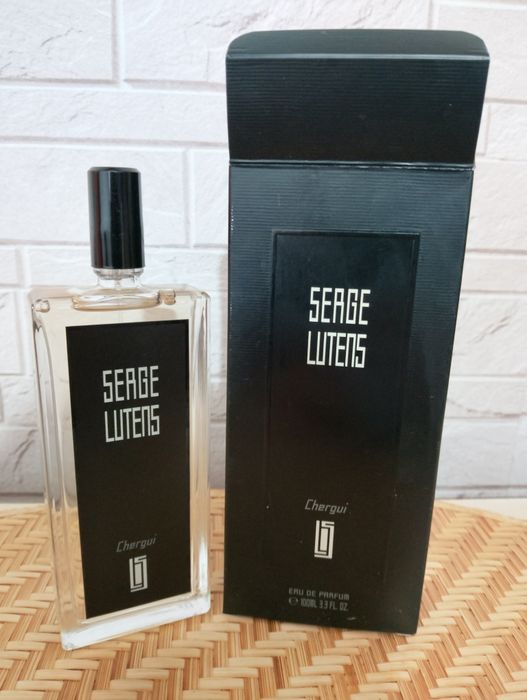 SERGE
LUTENS
Chergui
SERGE
LUTENS
Chergui
EAU DE PARFUM
℮ 100ML 3.3 FL. OZ.